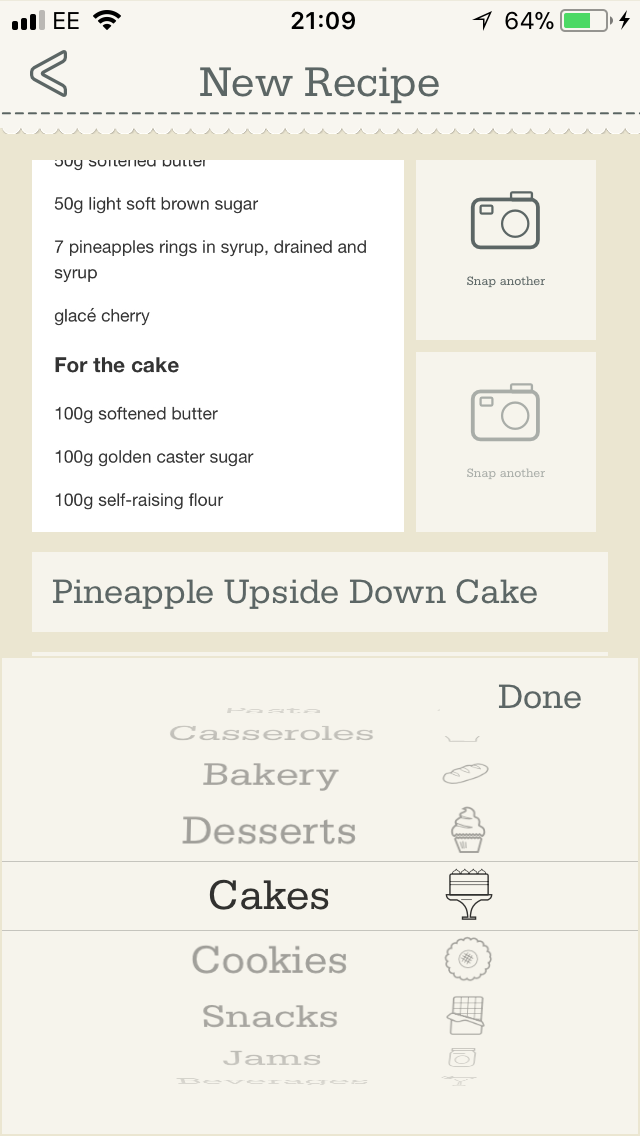 EE 21:09 64%
New Recipe
50g softened butter
50g light soft brown sugar
7 pineapples rings in syrup, drained and
syrup
glacé cherry
For the cake
100g softened butter
100g golden caster sugar
100g self-raising flour
Snap another
Snap another
Pineapple Upside Down Cake
Done
Pasta
Casseroles
Bakery
Desserts
Cakes
Cookies
Snacks
Jams
Beverages